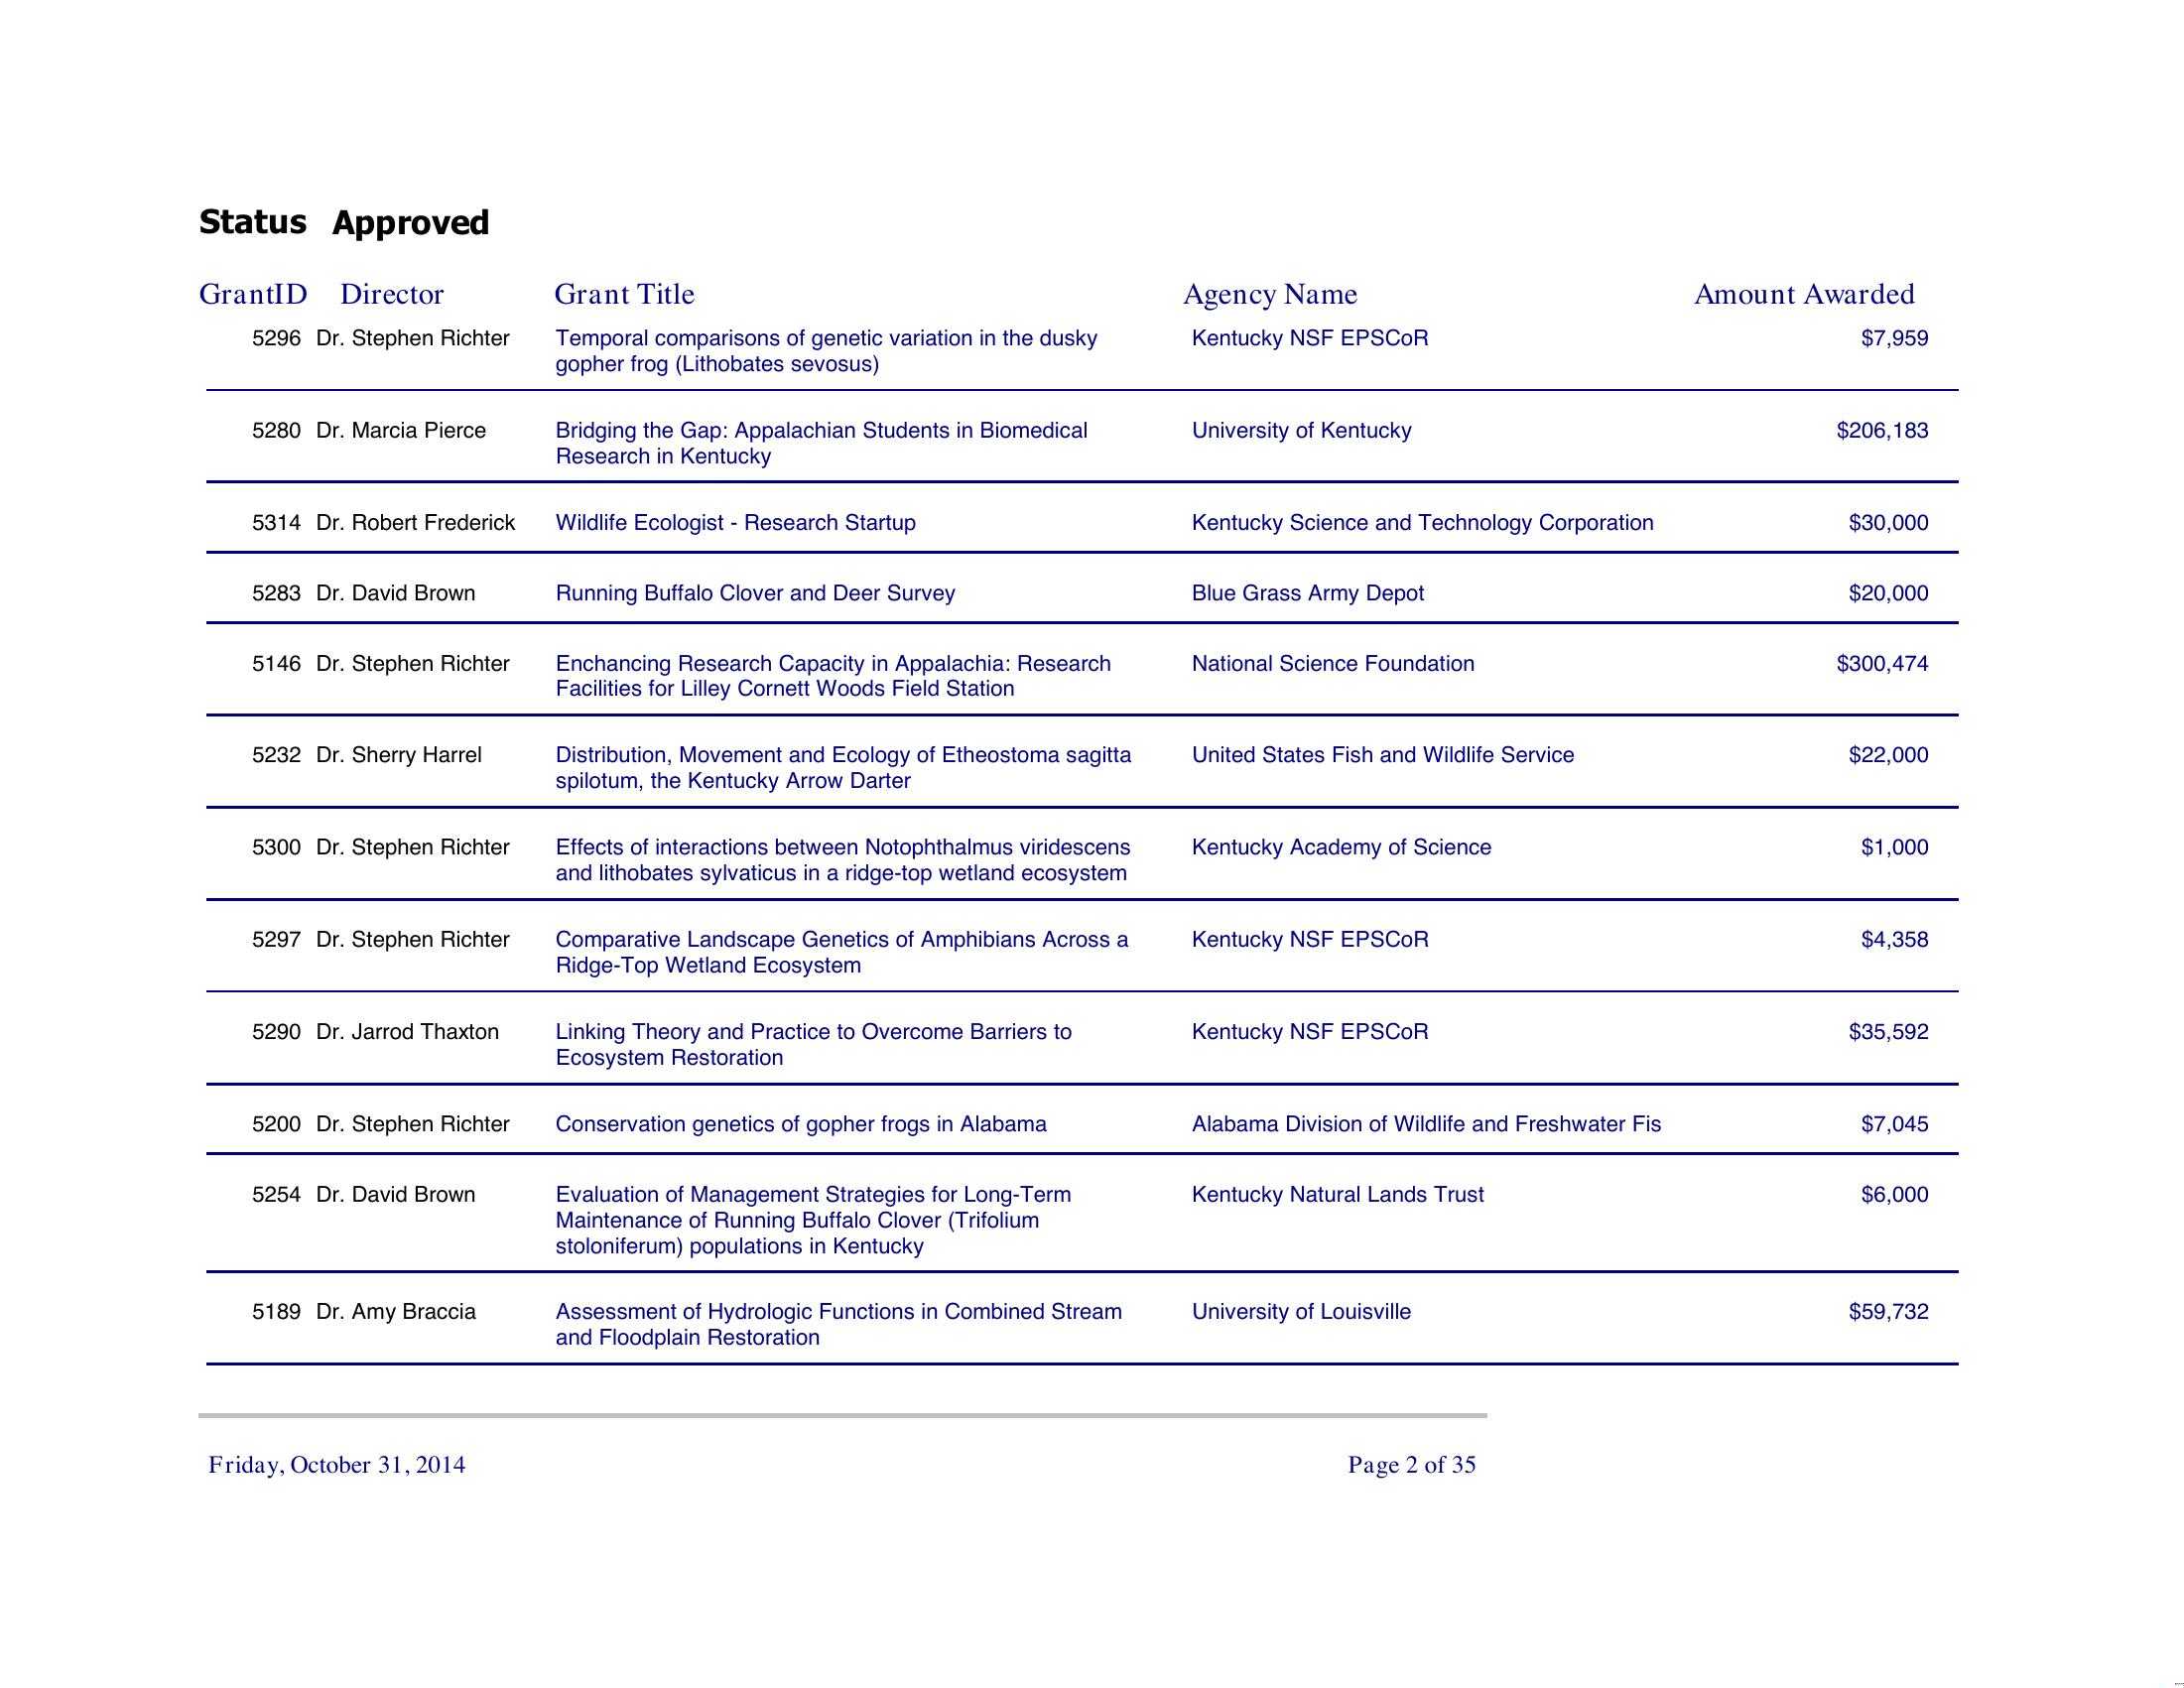 Status Approved
GrantID Director Grant Title Agency Name Amount Awarded
5296 Dr. Stephen Richter Temporal comparisons of genetic variation in the dusky Kentucky NSF EPSCoR $7,959
gopher frog (Lithobates sevosus)
5280 Dr. Marcia Pierce Bridging the Gap: Appalachian Students in Biomedical University of Kentucky $206,183
Research in Kentucky
5314 Dr. Robert Frederick Wildlife Ecologist - Research Startup Kentucky Science and Technology Corporation $30,000
5283 Dr. David Brown Running Buffalo Clover and Deer Survey Blue Grass Army Depot $20,000
5146 Dr. Stephen Richter Enchancing Research Capacity in Appalachia: Research National Science Foundation $300,474
Facilities for Lilley Cornett Woods Field Station
5232 Dr. Sherry Harrel Distribution, Movement and Ecology of Etheostoma sagitta United States Fish and Wildlife Service $22,000
spilotum, the Kentucky Arrow Darter
5300 Dr. Stephen Richter Effects of interactions between Notophthalmus viridescens Kentucky Academy of Science $1,000
and lithobates sylvaticus in a ridge-top wetland ecosystem
5297 Dr. Stephen Richter Comparative Landscape Genetics of Amphibians Across a Kentucky NSF EPSCoR $4,358
Ridge-Top Wetland Ecosystem
5290 Dr. Jarrod Thaxton Linking Theory and Practice to Overcome Barriers to Kentucky NSF EPSCoR $35,592
Ecosystem Restoration
5200 Dr. Stephen Richter Conservation genetics of gopher frogs in Alabama Alabama Division of Wildlife and Freshwater Fis $7,045
5254 Dr. David Brown Evaluation of Management Strategies for Long-Term Kentucky Natural Lands Trust $6,000
Maintenance of Running Buffalo Clover (Trifolium
stoloniferum) populations in Kentucky
5189 Dr. Amy Braccia Assessment of Hydrologic Functions in Combined Stream University of Louisville $59,732
and Floodplain Restoration
Friday, October 31, 2014 Page 2 of 35